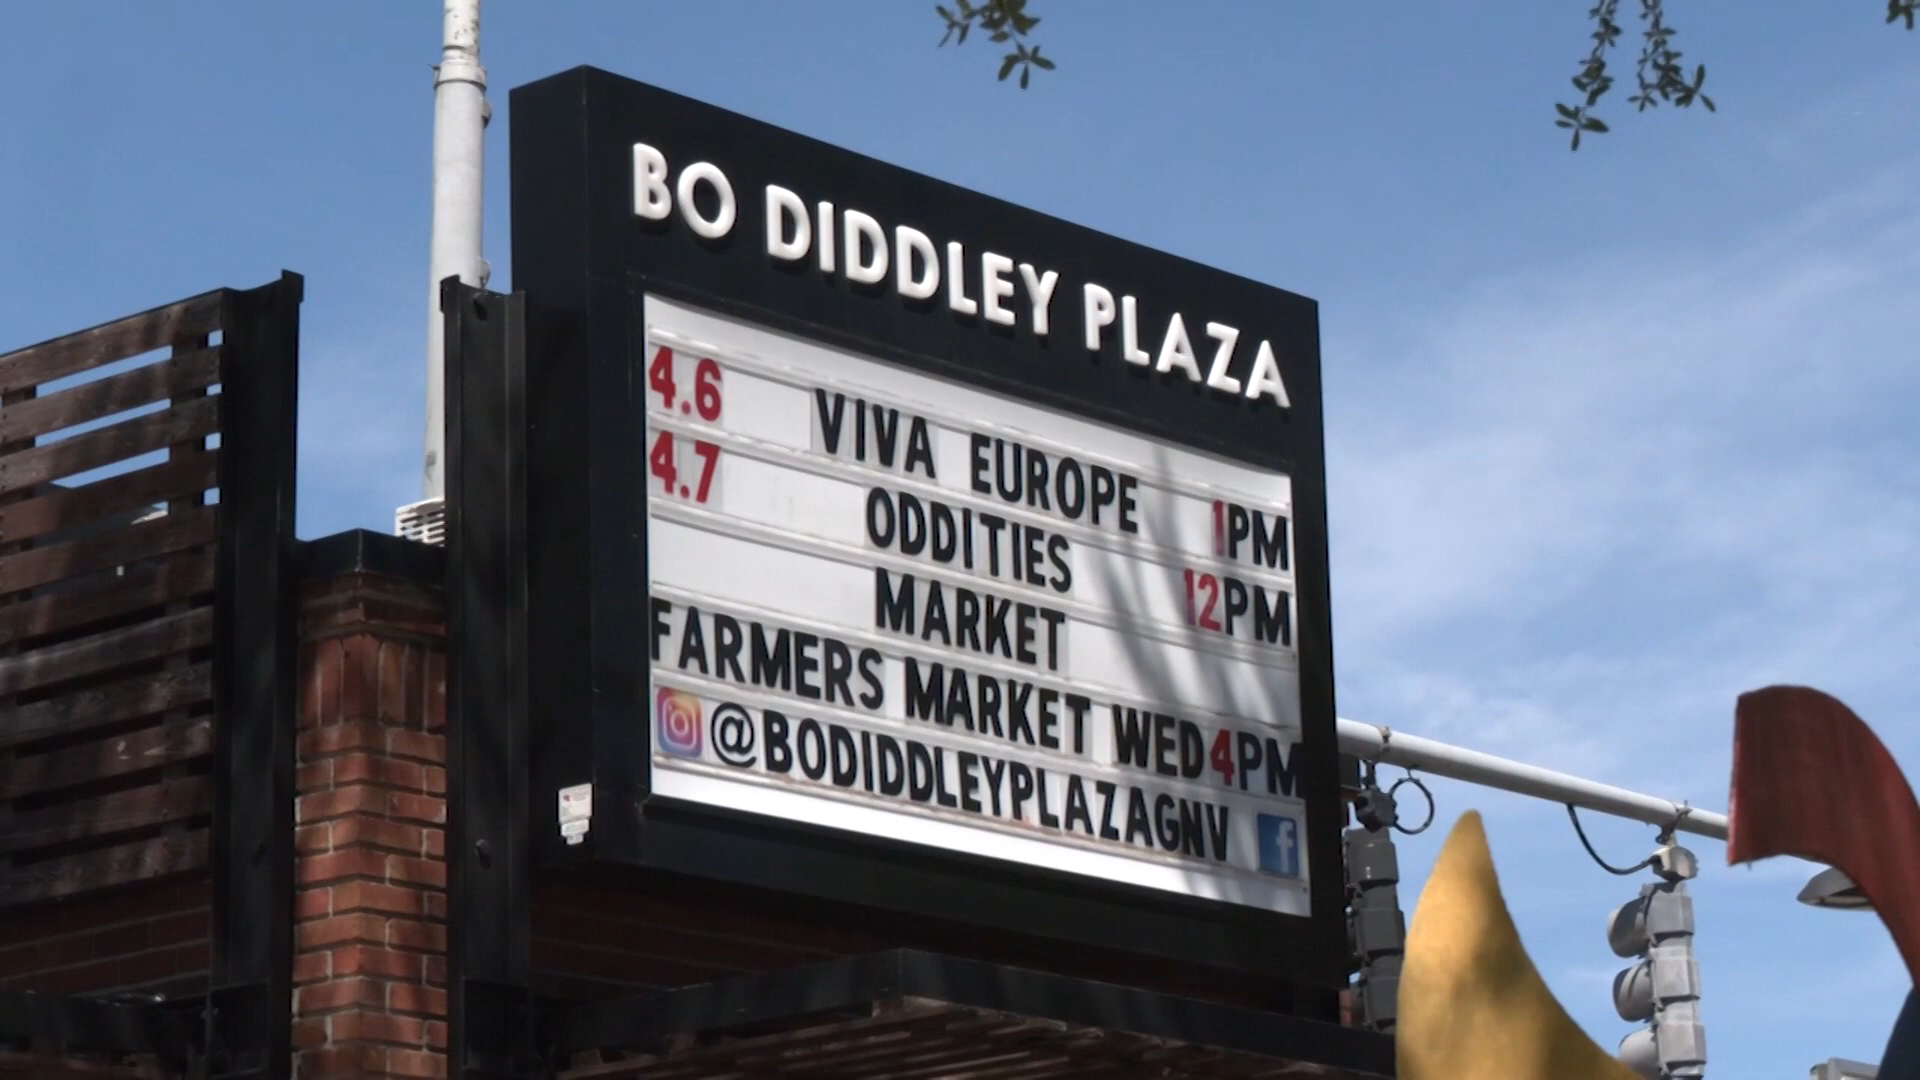 BO DIDDLEY PLAZA
4.6 VIVA EUROPE 1PM
4.7 ODDITIES 12PM
MARKET
FARMERS MARKET WED 4PM
@BODIDDLEYPLAZAGNV f